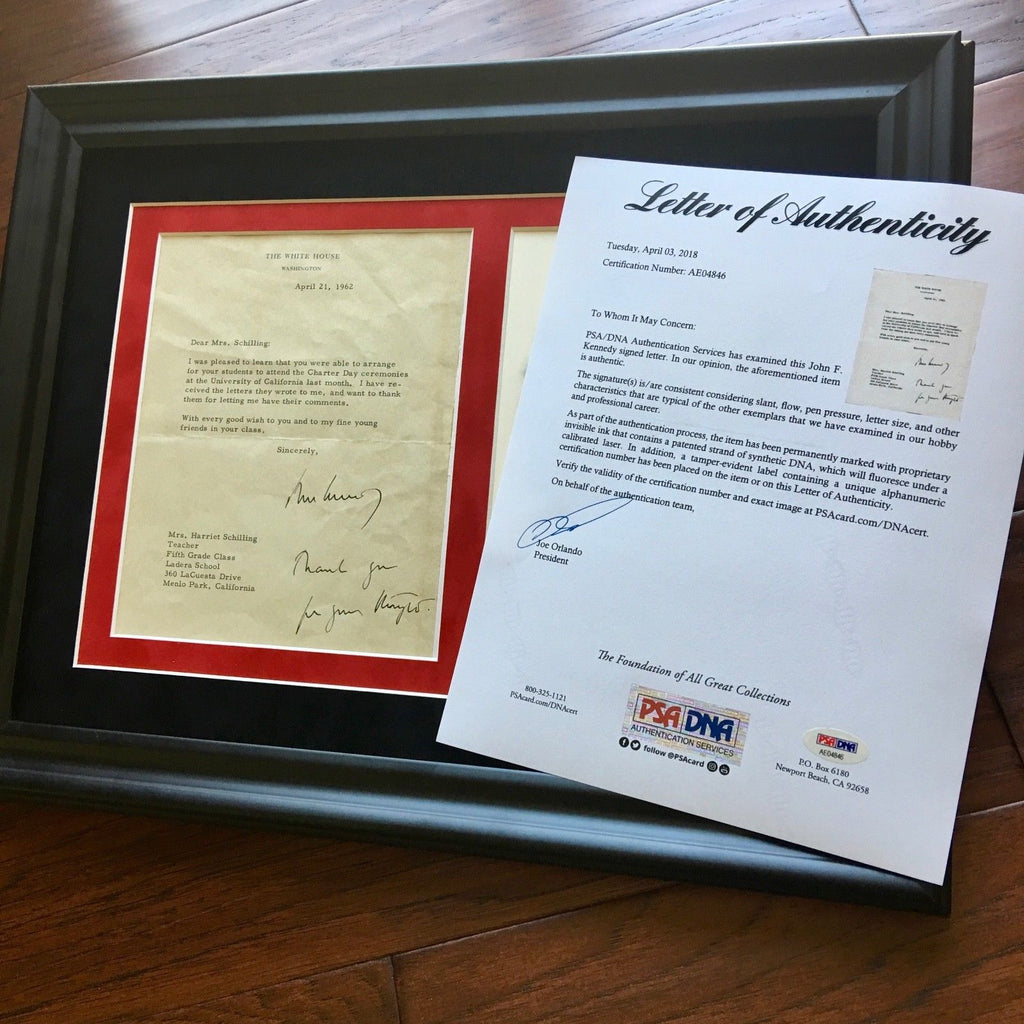 THE WHITE HOUSE
WASHINGTON
April 21, 1962
Dear Mrs. Schilling:
I was pleased to learn that you were able to arrange
for your students to attend the Charter Day ceremonies
at the University of California last month. I have re-
ceived the letters they wrote to me, and want to thank
them for letting me have their comments.
With every good wish to you and to my fine young
friends in your class,
Sincerely,
Mrs. Harriet Schilling
Teacher
Fifth Grade Class
Ladera School
360 LaCuesta Drive
Menlo Park, California
Thank you
for your
Letter of Authenticity
Tuesday, April 03, 2018
Certification Number: AE04846
To Whom It May Concern:
PSA/DNA Authentication Services has examined this John F.
Kennedy signed letter. In our opinion, the aforementioned item
is authentic.
The signature(s) is/are consistent considering slant, flow, pen pressure, letter size, and other
characteristics that are typical of the other exemplars that we have examined in our hobby
and professional career.
As part of the authentication process, the item has been permanently marked with proprietary
invisible ink that contains a patented strand of synthetic DNA, which will fluoresce under a
calibrated laser. In addition, a tamper-evident label containing a unique alphanumeric
certification number has been placed on the item or on this Letter of Authenticity.
Verify the validity of the certification number and exact image at PSAcard.com/DNAcert.
On behalf of the authentication team,
Joe Orlando
President
The Foundation of All Great Collections
800-325-1121
PSAcard.com/DNAcert
PSA DNA
AUTHENTICATION SERVICES
follow @PSAcard
PSA DNA
AE04846
P.O. Box 6180
Newport Beach, CA 92658